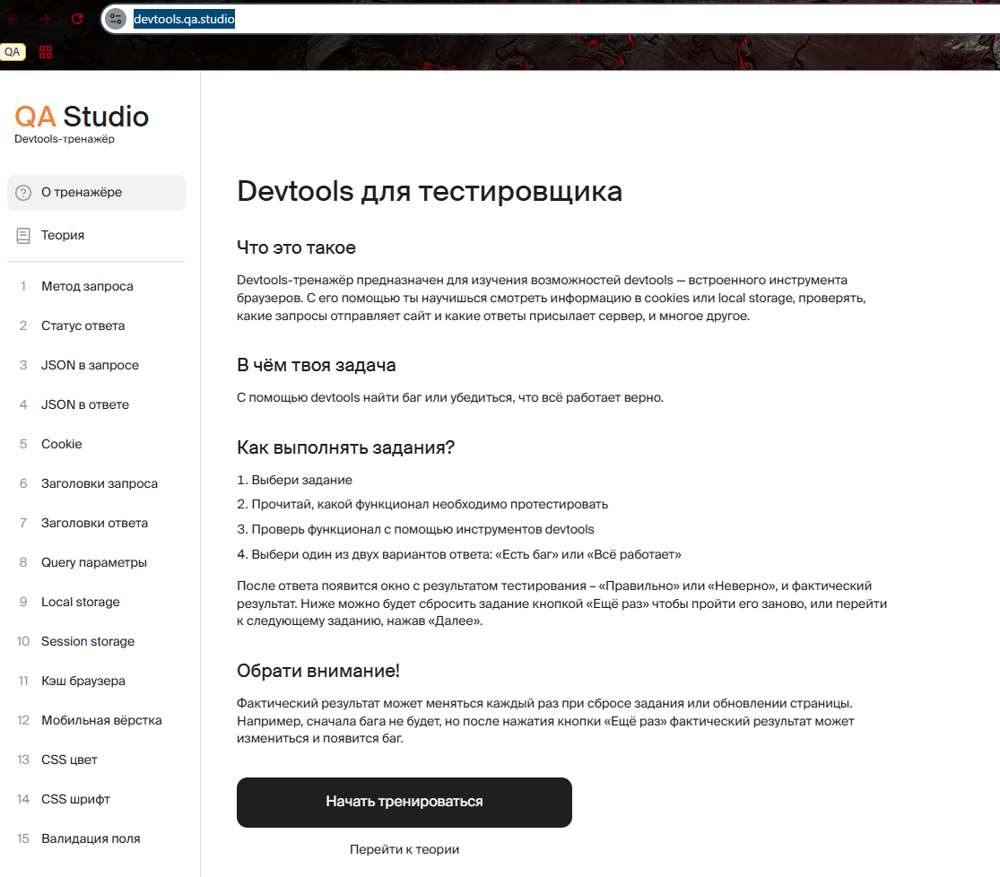 devtools.qa.studio
QA
QA Studio
Devtools-тренажёр
О тренажёре
Теория
1 Метод запроса
2 Статус ответа
3 JSON в запросе
4 JSON в ответе
5 Cookie
6 Заголовки запроса
7 Заголовки ответа
8 Query параметры
9 Local storage
10 Session storage
11 Кэш браузера
12 Мобильная вёрстка
13 CSS цвет
14 CSS шрифт
15 Валидация поля
Devtools для тестировщика
Что это такое
Devtools-тренажёр предназначен для изучения возможностей devtools — встроенного инструмента
браузеров. С его помощью ты научишься смотреть информацию в cookies или local storage, проверять,
какие запросы отправляет сайт и какие ответы присылает сервер, и многое другое.
В чём твоя задача
С помощью devtools найти баг или убедиться, что всё работает верно.
Как выполнять задания?
1. Выбери задание
2. Прочитай, какой функционал необходимо протестировать
3. Проверь функционал с помощью инструментов devtools
4. Выбери один из двух вариантов ответа: «Есть баг» или «Всё работает»
После ответа появится окно с результатом тестирования – «Правильно» или «Неверно», и фактический
результат. Ниже можно будет сбросить задание кнопкой «Ещё раз» чтобы пройти его заново, или перейти
к следующему заданию, нажав «Далее».
Обрати внимание!
Фактический результат может меняться каждый раз при сбросе задания или обновлении страницы.
Например, сначала бага не будет, но после нажатия кнопки «Ещё раз» фактический результат может
измениться и появится баг.
Начать тренироваться
Перейти к теории